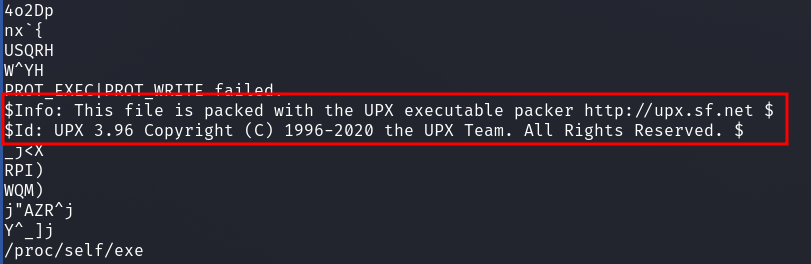 4o2Dp
nx`{
USQRH
W^YH
PROT_EXEC|PROT_WRITE failed.
$Info: This file is packed with the UPX executable packer http://upx.sf.net $
$Id: UPX 3.96 Copyright (C) 1996-2020 the UPX Team. All Rights Reserved. $
_j<X
RPI)
WQM)
j"AZR^j
Y^_]j
/proc/self/exe